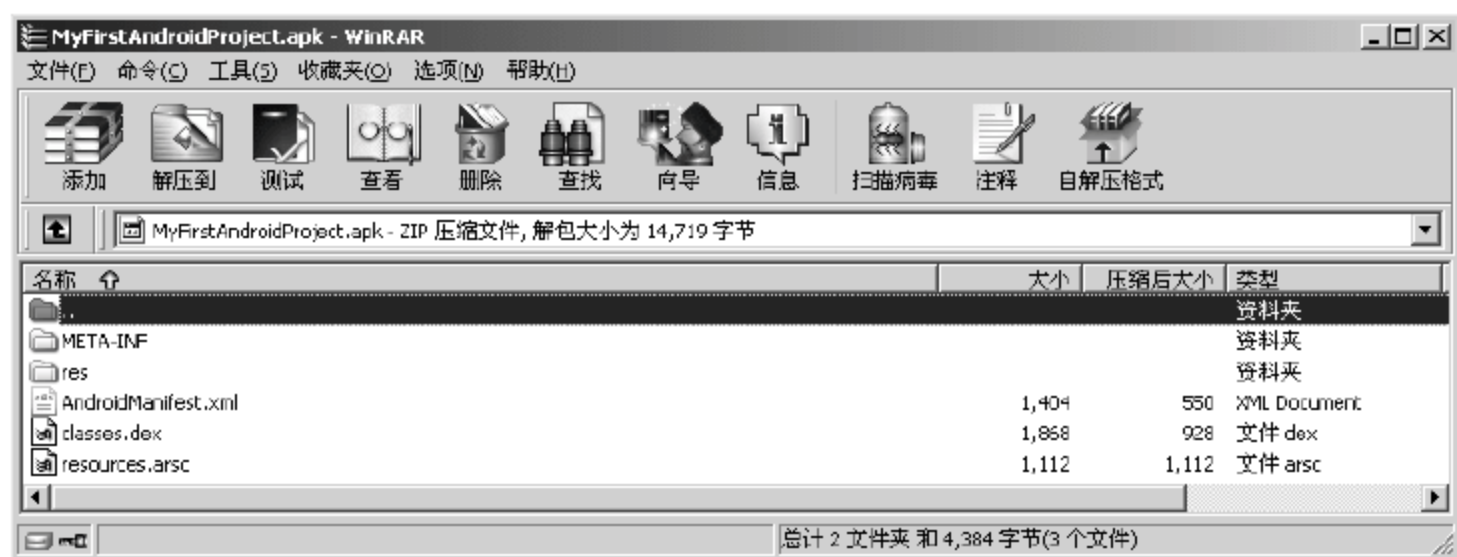 MyFirstAndroidProject.apk - WinRAR
文件(F) 命令(C) 工具(S) 收藏夹(O) 选项(N) 帮助(H)
添加 解压到 测试 查看 删除 查找 向导 信息 扫描病毒 注释 自解压格式
MyFirstAndroidProject.apk - ZIP 压缩文件, 解包大小为 14,719 字节
名称 大小 压缩后大小 类型
.. 资料夹
META-INF 资料夹
res 资料夹
AndroidManifest.xml 1,404 550 XML Document
classes.dex 1,868 928 文件 dex
resources.arsc 1,112 1,112 文件 arsc
总计 2 文件夹 和 4,384 字节(3 个文件)